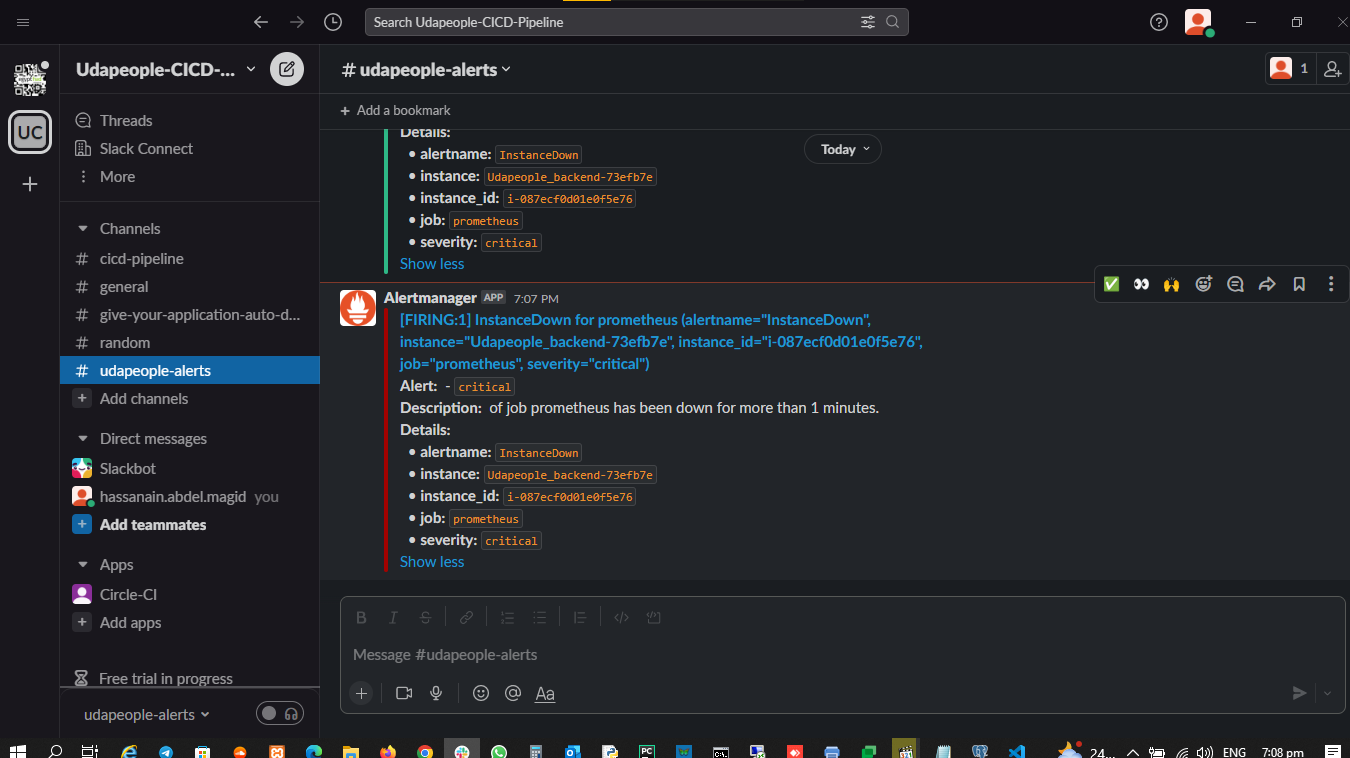 Search Udapeople-CICD-Pipeline
UC
Udapeople-CICD-...
Threads
Slack Connect
More
Channels
# cicd-pipeline
# general
# give-your-application-auto-d...
# random
# udapeople-alerts
+ Add channels
Direct messages
Slackbot
hassanain.abdel.magid you
+ Add teammates
Apps
Circle-CI
+ Add apps
Free trial in progress
udapeople-alerts
# udapeople-alerts
1
+ Add a bookmark
Today
Details:
• alertname: InstanceDown
• instance: Udapeople_backend-73efb7e
• instance_id: i-087ecf0d01e0f5e76
• job: prometheus
• severity: critical
Show less
Alertmanager APP 7:07 PM
[FIRING:1] InstanceDown for prometheus (alertname="InstanceDown",
instance="Udapeople_backend-73efb7e", instance_id="i-087ecf0d01e0f5e76",
job="prometheus", severity="critical")
Alert: - critical
Description: of job prometheus has been down for more than 1 minutes.
Details:
• alertname: InstanceDown
• instance: Udapeople_backend-73efb7e
• instance_id: i-087ecf0d01e0f5e76
• job: prometheus
• severity: critical
Show less
B I S
Message #udapeople-alerts
+ @ Aa
PC
24... ENG 7:08 pm